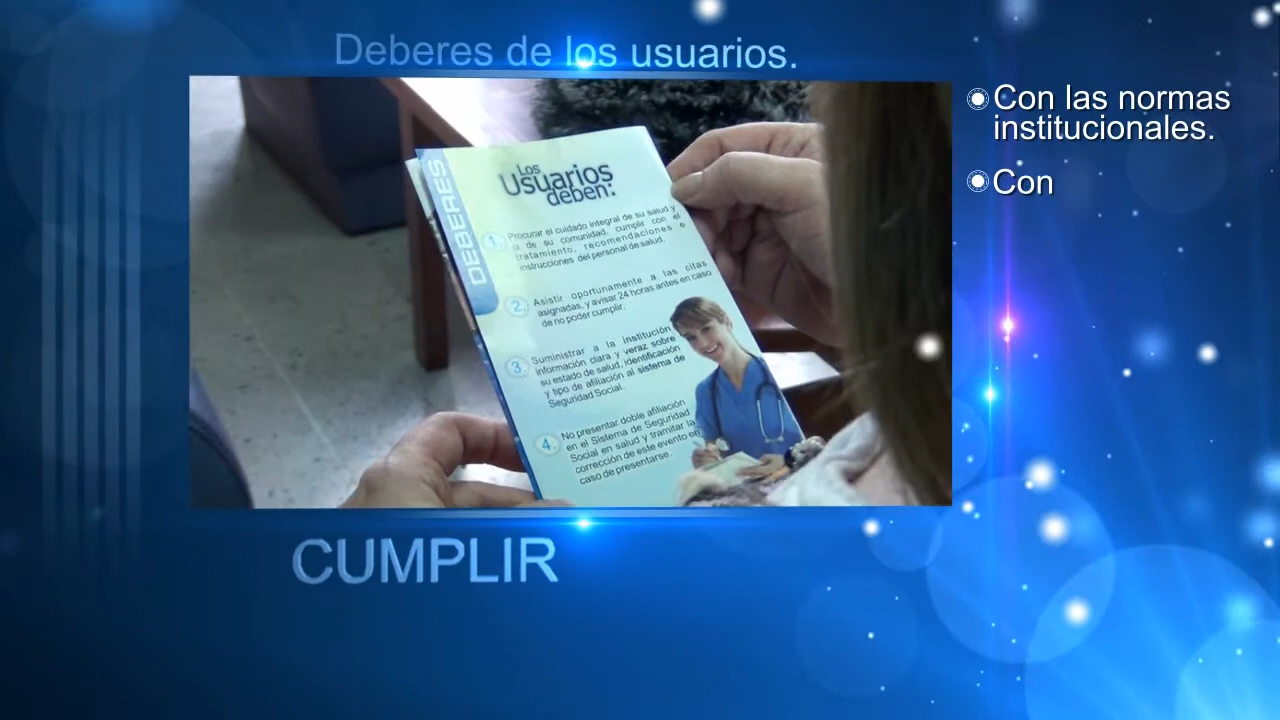 Deberes de los usuarios.
Con las normas
institucionales.
Con
DEBERES
Los
Usuarios
deben:
1.
Procurar el cuidado integral de su salud y
la de su comunidad, cumplir con el
tratamiento, recomendaciones e
instrucciones del personal de salud.
2.
Asistir oportunamente a las citas
asignadas, y avisar 24 horas antes en caso
de no poder cumplir.
3.
Suministrar a la institución
información clara y veraz sobre
su estado de salud, identificación
y tipo de afiliación al sistema de
Seguridad Social.
4.
No presentar doble afiliación
en el Sistema de Seguridad
Social en salud y tramitar la
corrección de este evento en
caso de presentarse.
CUMPLIR